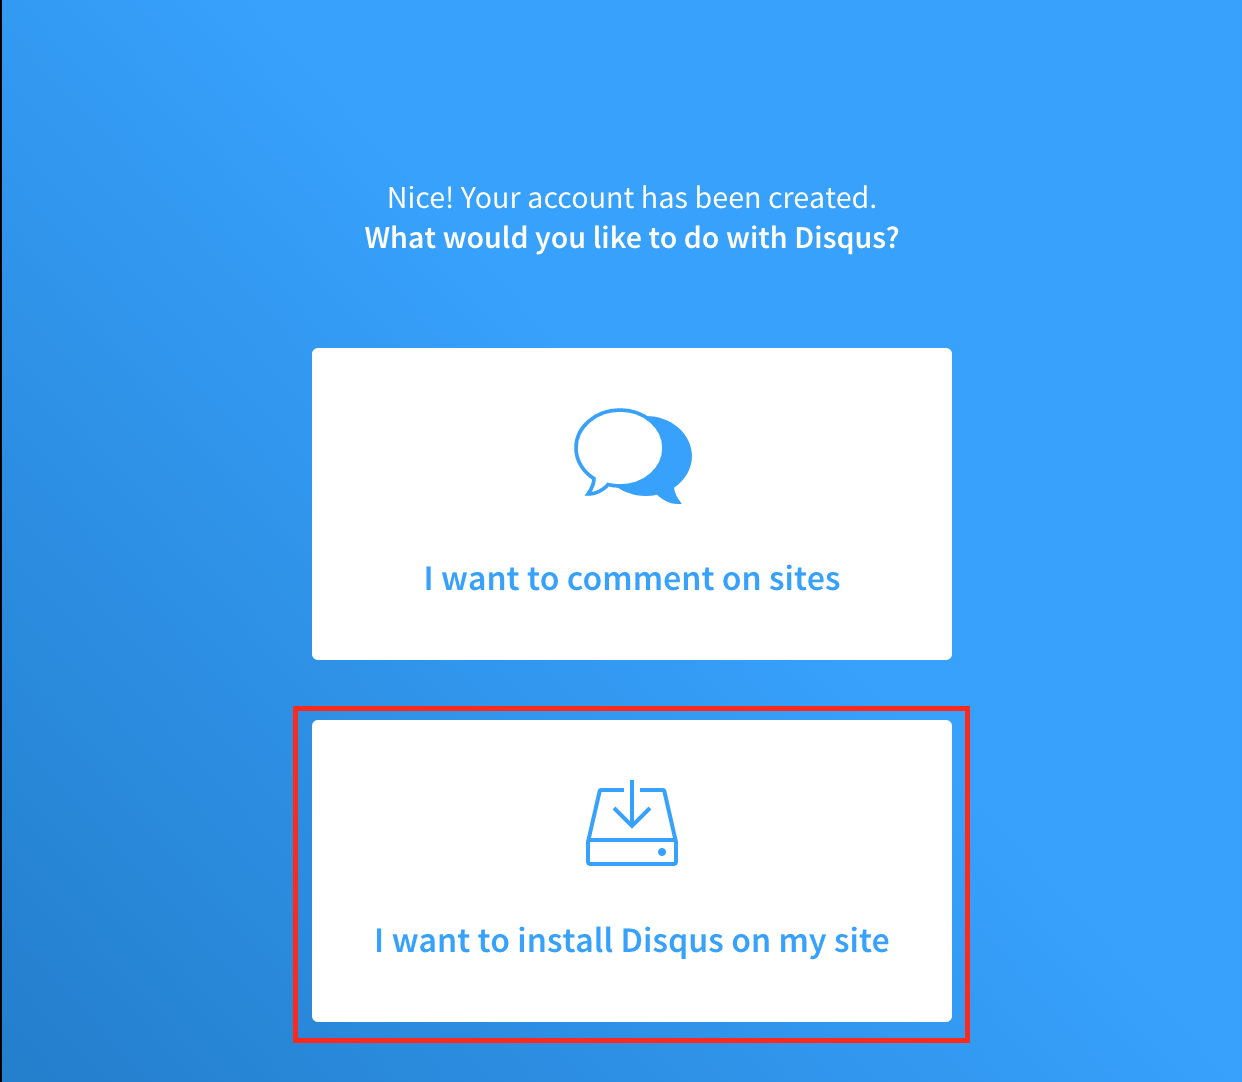 Nice! Your account has been created.
What would you like to do with Disqus?
I want to comment on sites
I want to install Disqus on my site